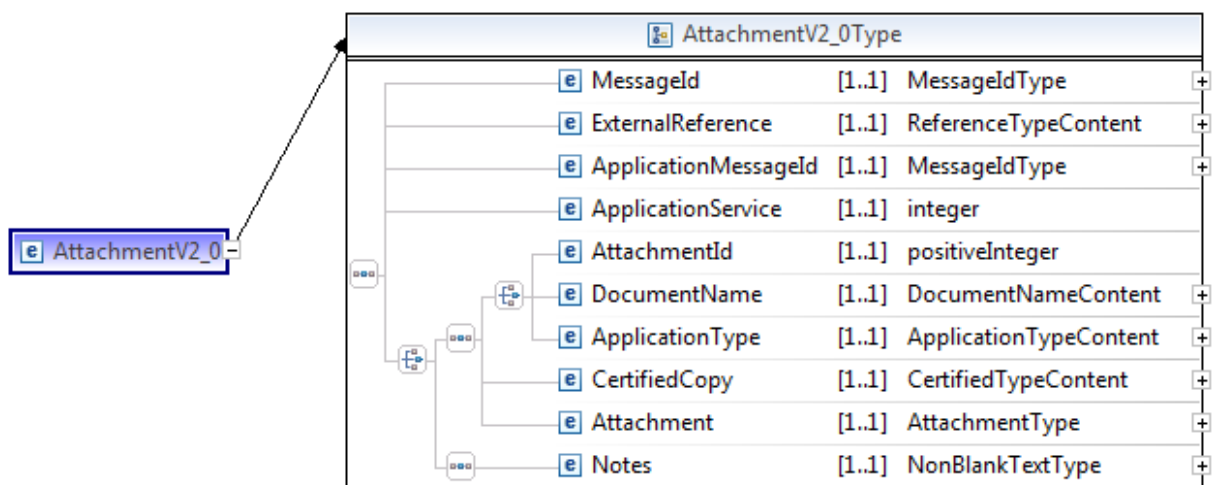 AttachmentV2_0Type
MessageId [1..1] MessageIdType
ExternalReference [1..1] ReferenceTypeContent
ApplicationMessageId [1..1] MessageIdType
ApplicationService [1..1] integer
e AttachmentV2_0
AttachmentId [1..1] positiveInteger
DocumentName [1..1] DocumentNameContent
ApplicationType [1..1] ApplicationTypeContent
CertifiedCopy [1..1] CertifiedTypeContent
Attachment [1..1] AttachmentType
Notes [1..1] NonBlankTextType